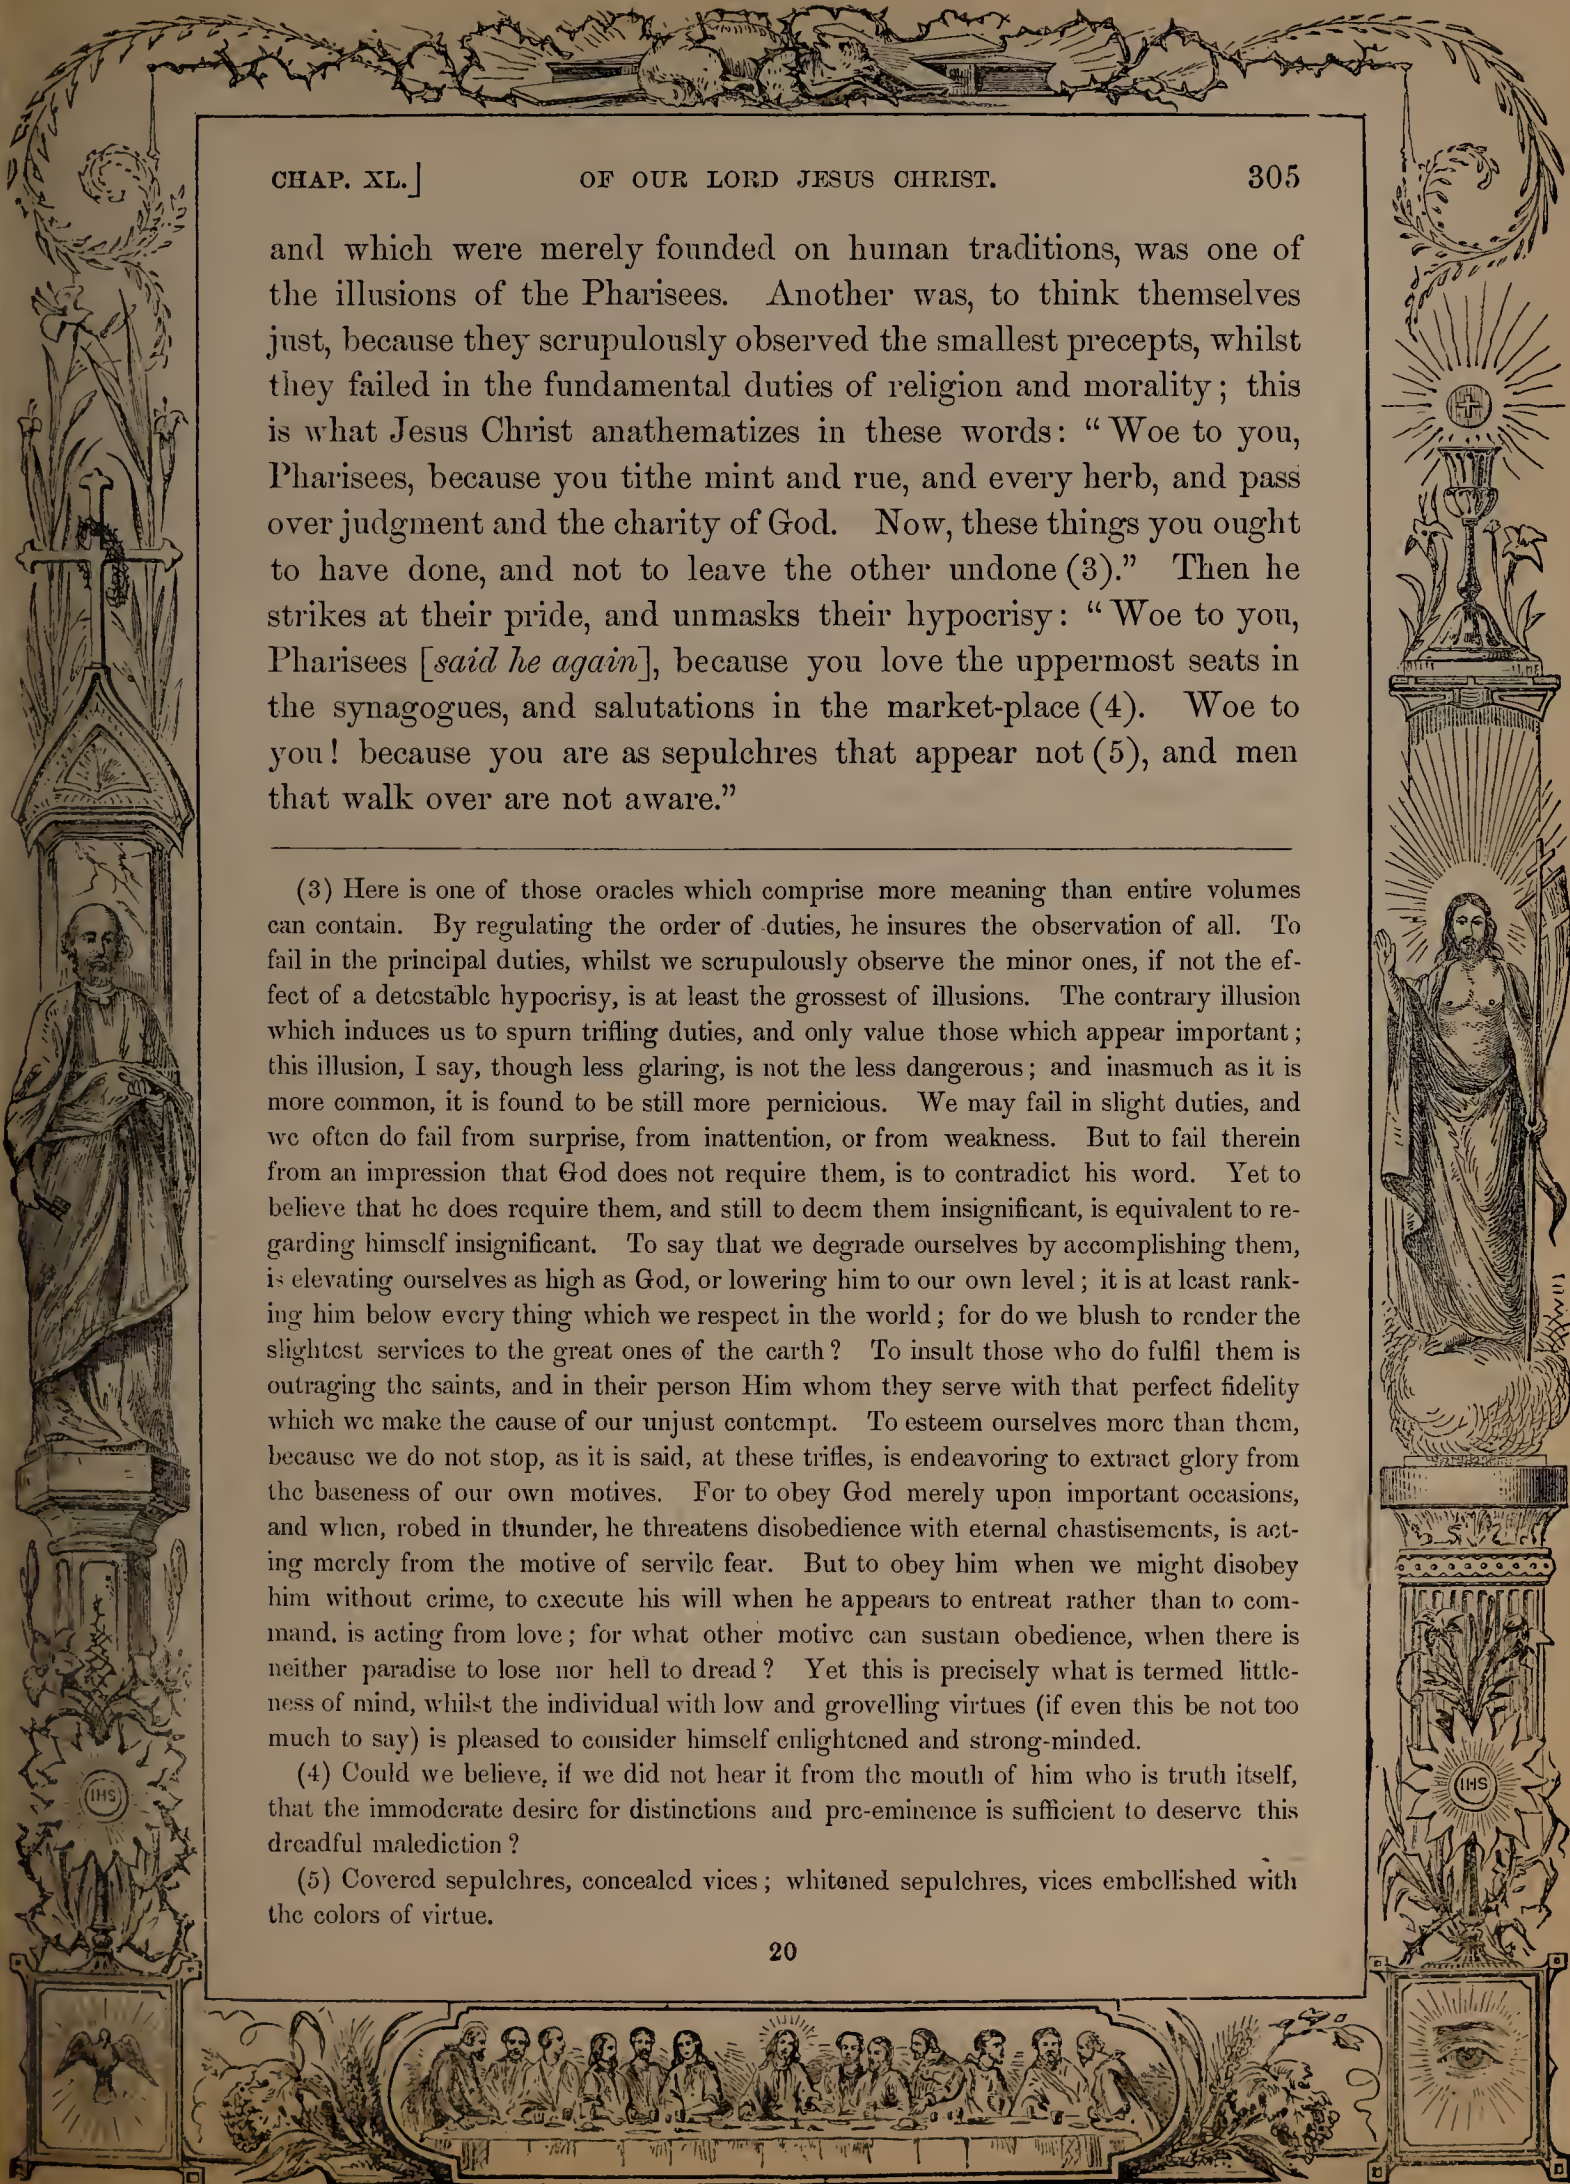 CHAP. XL.] OF OUR LORD JESUS CHRIST. 305
and which were merely founded on human traditions, was one of
the illusions of the Pharisees. Another was, to think themselves
just, because they scrupulously observed the smallest precepts, whilst
they failed in the fundamental duties of religion and morality; this
is what Jesus Christ anathematizes in these words: “Woe to you,
Pharisees, because you tithe mint and rue, and every herb, and pass
over judgment and the charity of God. Now, these things you ought
to have done, and not to leave the other undone (3).” Then he
strikes at their pride, and unmasks their hypocrisy: “Woe to you,
Pharisees [said he again], because you love the uppermost seats in
the synagogues, and salutations in the market-place (4). Woe to
you! because you are as sepulchres that appear not (5), and men
that walk over are not aware.”
(3) Here is one of those oracles which comprise more meaning than entire volumes
can contain. By regulating the order of duties, he insures the observation of all. To
fail in the principal duties, whilst we scrupulously observe the minor ones, if not the ef-
fect of a detestable hypocrisy, is at least the grossest of illusions. The contrary illusion
which induces us to spurn trifling duties, and only value those which appear important;
this illusion, I say, though less glaring, is not the less dangerous; and inasmuch as it is
more common, it is found to be still more pernicious. We may fail in slight duties, and
we often do fail from surprise, from inattention, or from weakness. But to fail therein
from an impression that God does not require them, is to contradict his word. Yet to
believe that he does require them, and still to deem them insignificant, is equivalent to re-
garding himself insignificant. To say that we degrade ourselves by accomplishing them,
is elevating ourselves as high as God, or lowering him to our own level; it is at least rank-
ing him below every thing which we respect in the world; for do we blush to render the
slightest services to the great ones of the earth? To insult those who do fulfil them is
outraging the saints, and in their person Him whom they serve with that perfect fidelity
which we make the cause of our unjust contempt. To esteem ourselves more than them,
because we do not stop, as it is said, at these trifles, is endeavoring to extract glory from
the baseness of our own motives. For to obey God merely upon important occasions,
and when, robed in thunder, he threatens disobedience with eternal chastisements, is act-
ing merely from the motive of servile fear. But to obey him when we might disobey
him without crime, to execute his will when he appears to entreat rather than to com-
mand, is acting from love; for what other motive can sustain obedience, when there is
neither paradise to lose nor hell to dread? Yet this is precisely what is termed little-
ness of mind, whilst the individual with low and grovelling virtues (if even this be not too
much to say) is pleased to consider himself enlightened and strong-minded.
(4) Could we believe, if we did not hear it from the mouth of him who is truth itself,
that the immoderate desire for distinctions and pre-eminence is sufficient to deserve this
dreadful malediction?
(5) Covered sepulchres, concealed vices; whitened sepulchres, vices embellished with
the colors of virtue.
20
IHS
IHS